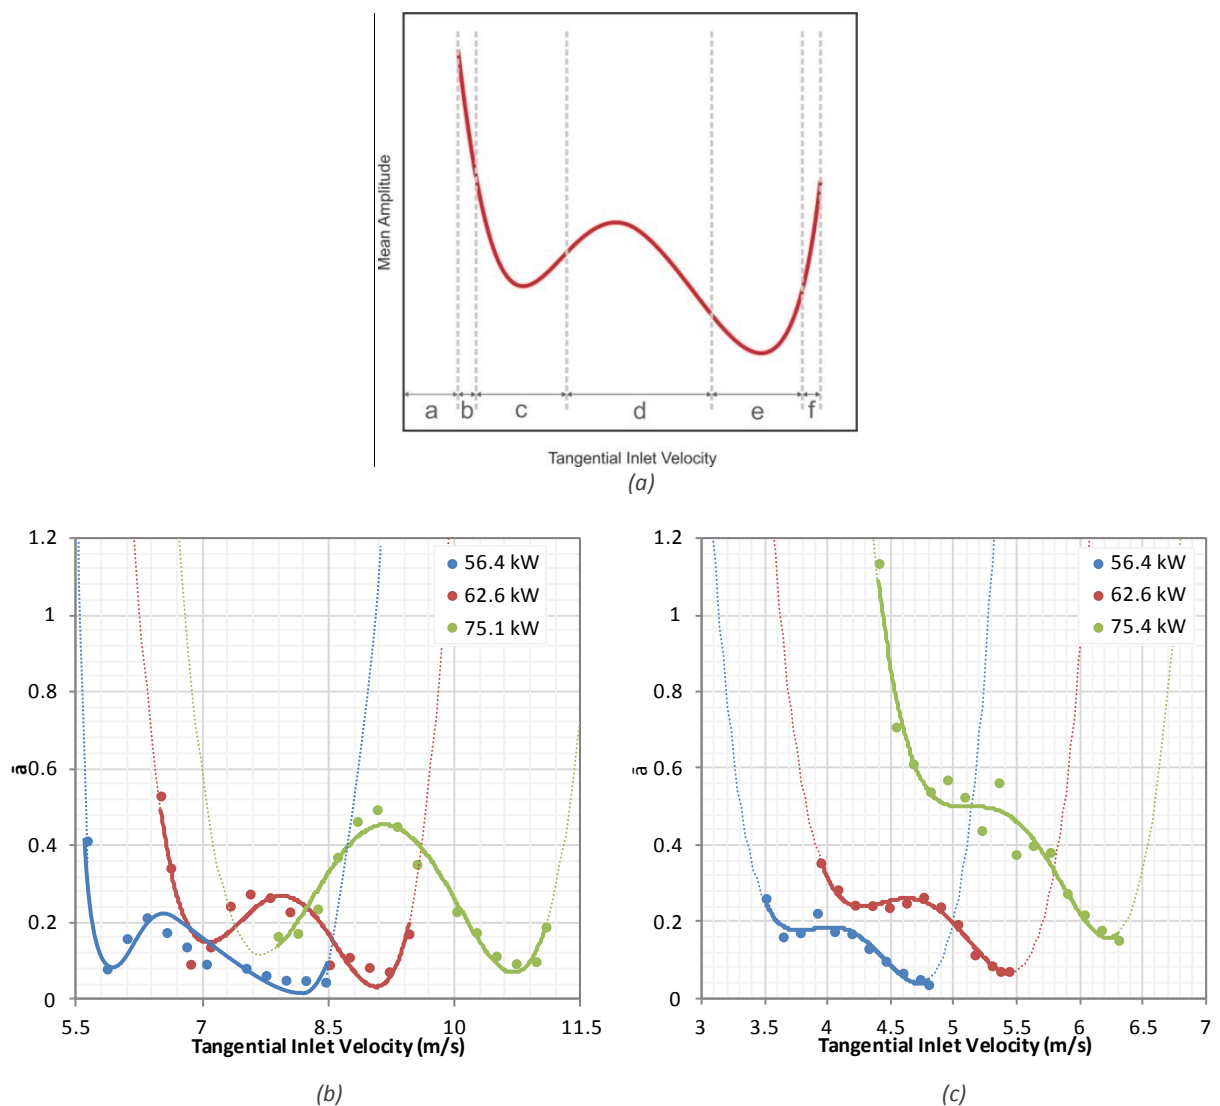 Mean Amplitude
a b c d e f
Tangential Inlet Velocity
(a)
1.2
1
0.8
0.6
0.4
0.2
0
ā
56.4 kW
62.6 kW
75.1 kW
5.5 7 8.5 10 11.5
Tangential Inlet Velocity (m/s)
(b)
1.2
1
0.8
0.6
0.4
0.2
0
ā
56.4 kW
62.6 kW
75.4 kW
3 3.5 4 4.5 5 5.5 6 6.5 7
Tangential Inlet Velocity (m/s)
(c)